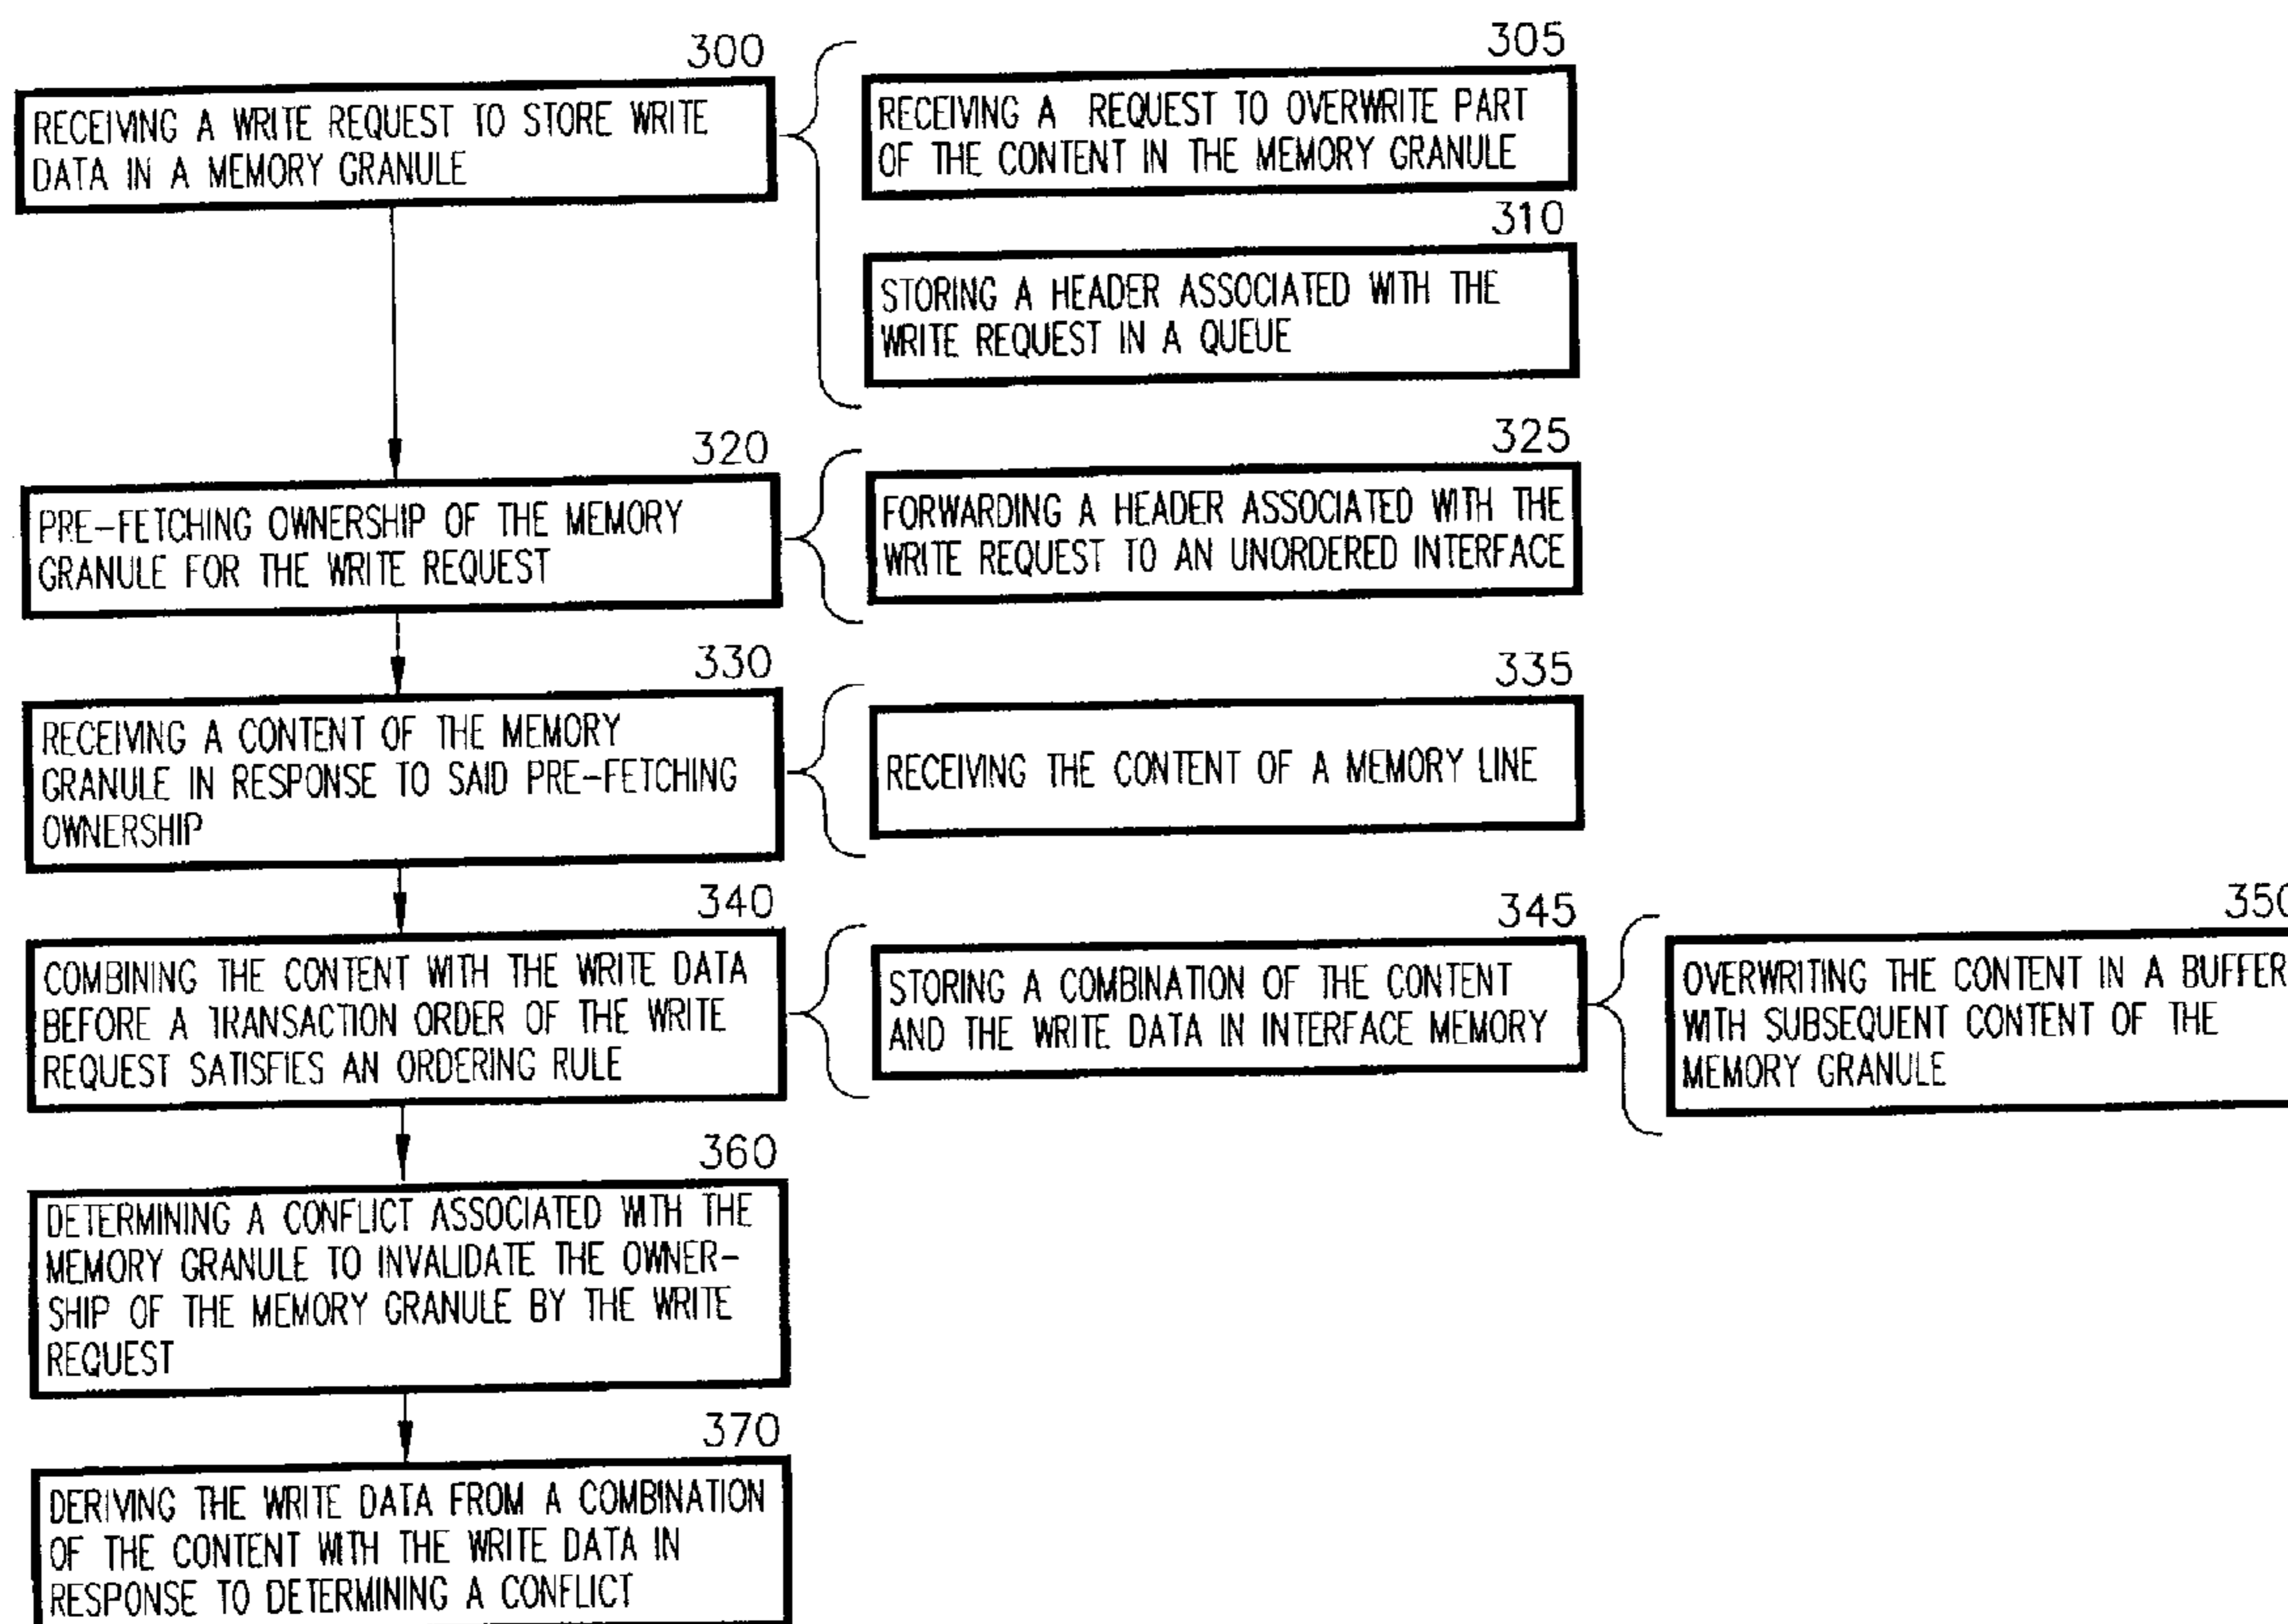 300
RECEIVING A WRITE REQUEST TO STORE WRITE
DATA IN A MEMORY GRANULE
305
RECEIVING A REQUEST TO OVERWRITE PART
OF THE CONTENT IN THE MEMORY GRANULE
310
STORING A HEADER ASSOCIATED WITH THE
WRITE REQUEST IN A QUEUE
320
PRE-FETCHING OWNERSHIP OF THE MEMORY
GRANULE FOR THE WRITE REQUEST
325
FORWARDING A HEADER ASSOCIATED WITH THE
WRITE REQUEST TO AN UNORDERED INTERFACE
330
RECEIVING A CONTENT OF THE MEMORY
GRANULE IN RESPONSE TO SAID PRE-FETCHING
OWNERSHIP
335
RECEIVING THE CONTENT OF A MEMORY LINE
340
COMBINING THE CONTENT WITH THE WRITE DATA
BEFORE A TRANSACTION ORDER OF THE WRITE
REQUEST SATISFIES AN ORDERING RULE
345
STORING A COMBINATION OF THE CONTENT
AND THE WRITE DATA IN INTERFACE MEMORY
350
OVERWRITING THE CONTENT IN A BUFFER
WITH SUBSEQUENT CONTENT OF THE
MEMORY GRANULE
360
DETERMINING A CONFLICT ASSOCIATED WITH THE
MEMORY GRANULE TO INVALIDATE THE OWNER-
SHIP OF THE MEMORY GRANULE BY THE WRITE
REQUEST
370
DERIVING THE WRITE DATA FROM A COMBINATION
OF THE CONTENT WITH THE WRITE DATA IN
RESPONSE TO DETERMINING A CONFLICT